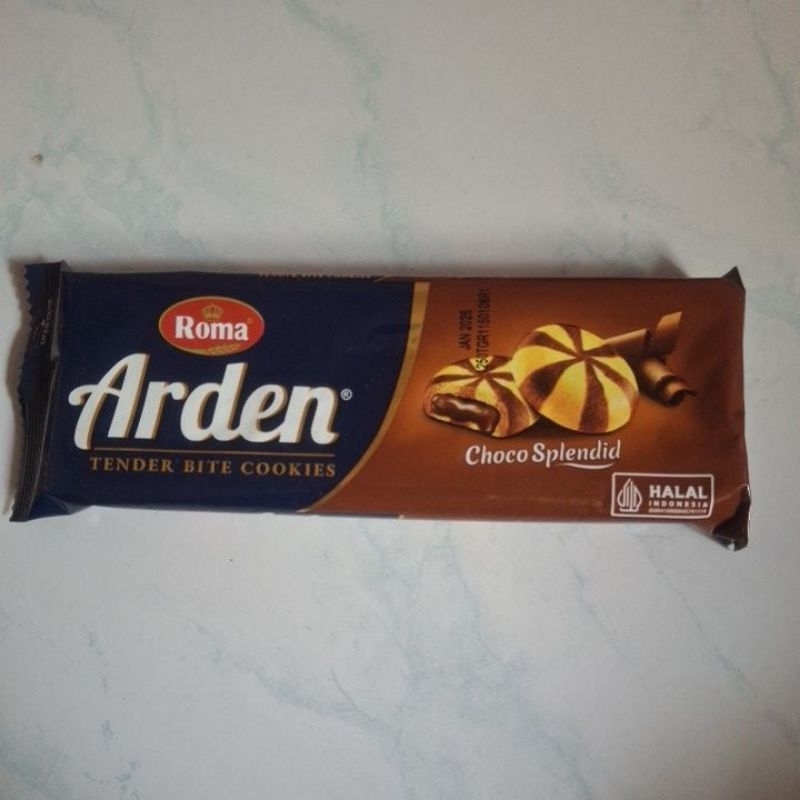 Roma
Arden®
TENDER BITE COOKIES
JAN 2026
Choco Splendid
HALAL
INDONESIA